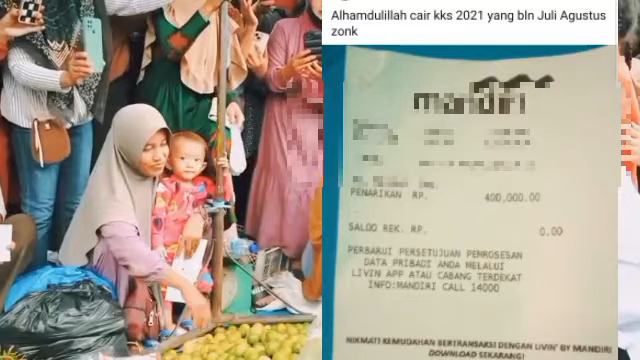 Alhamdulillah cair kks 2021 yang bln Juli Agustus
zonk
mandiri
PENARIKAN RP. 400,000.00
SALDO REK. RP. 0.00
PERBARUI PERSETUJUAN PEMROSESAN
DATA PRIBADI ANDA MELALUI
LIVIN APP ATAU CABANG TERDEKAT
INFO:MANDIRI CALL 14000
NIKMATI KEMUDAHAN BERTRANSAKSI DENGAN LIVIN' BY MANDIRI
DOWNLOAD SEKARANG!